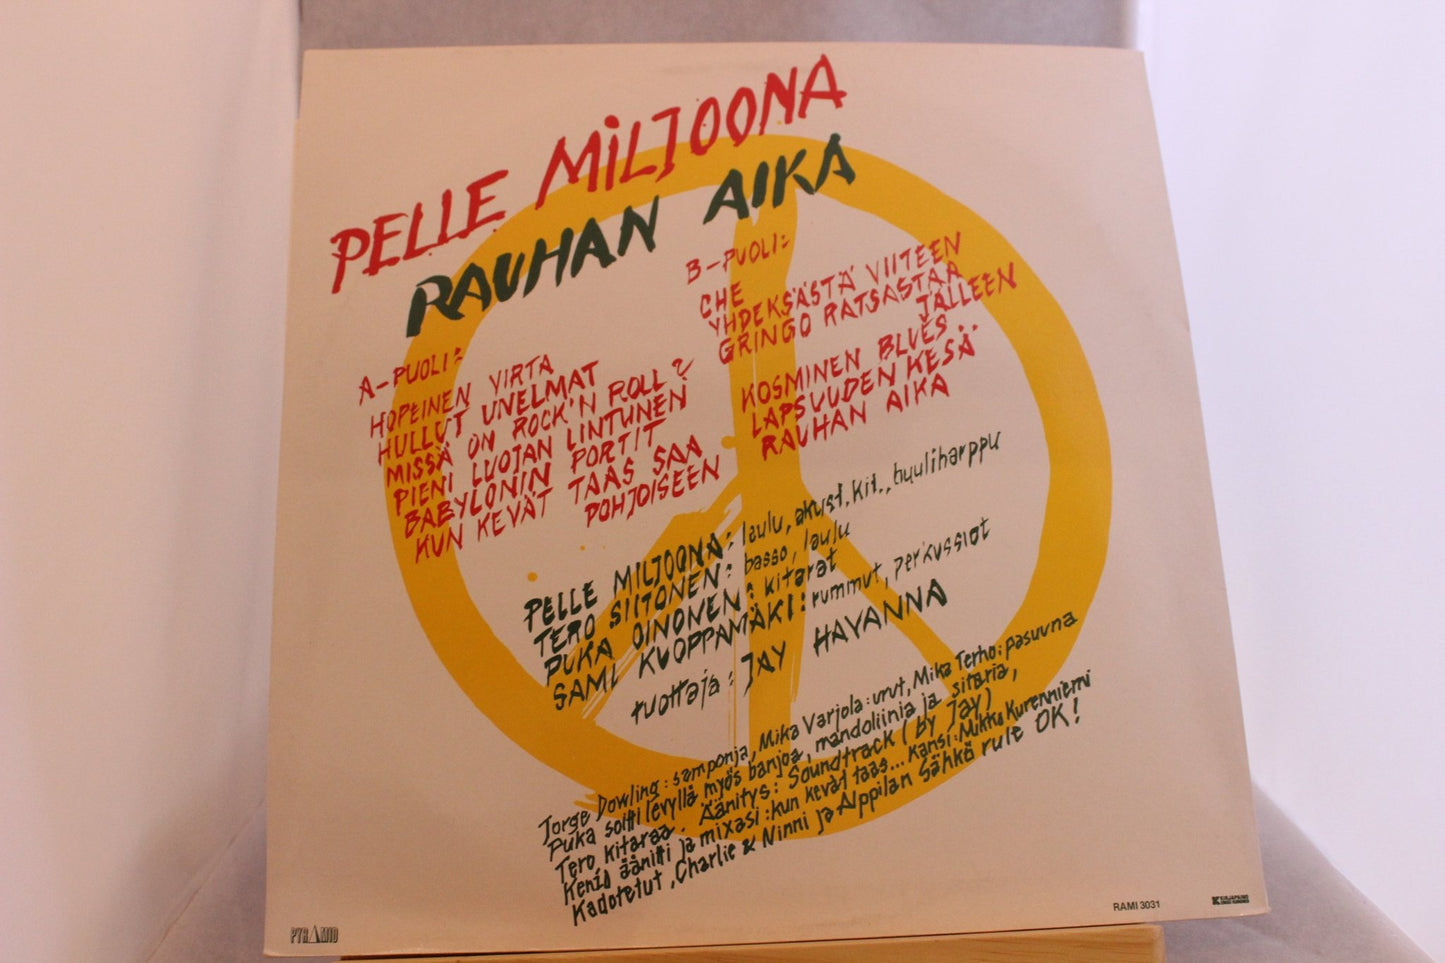 PELLE MILJOONA
RAUHAN AIKA
A-PUOLI:
HOPEINEN VIRTA
HULLUT UNELMAT
MISSÄ ON ROCK'N ROLL?
PIENI LUOJAN LINTUNEN
BABYLONIN PORTIT
KUN KEVÄT TAAS SAA
POHJOISEEN
B-PUOLI:
CHE
YHDEKSÄSTÄ VIITEEN
GRINGO RATSASTAA
JÄLLEEN
KOSMINEN BLUES..
LAPSUUDEN KESÄ
RAUHAN AIKA
PELLE MILJOONA: laulu, akust. kit., huuliharppu
TERO SIITONEN: basso, laulu
PUKA OINONEN: kitarat
SAMI KUOPPAMÄKI: rummut, perkussiot
tuottaja: JAY HAVANNA
Jorge Dowling: samponja, Mika Varjola: urut, Mika Terho: pasuuna
Puka soitti levyllä myös banjoa, mandoliinia ja sitaria,
Tero kitaraa. Äänitys: Soundtrack (by Jay)
äänitti ja mixasi: kun kevät taas... Kansi: Mikko Kurenniemi
Kadotetut, Charlie & Ninni ja Alppilan Sähkö rule OK!
PYRAMID
RAMI 3031